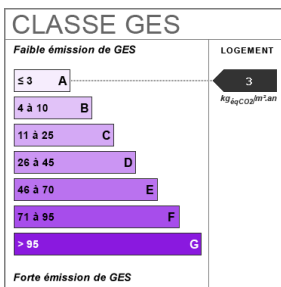 CLASSE GES
Faible émission de GES
LOGEMENT
≤ 3 A
3
kgéqCO2/m².an
4 à 10 B
11 à 25 C
26 à 45 D
46 à 70 E
71 à 95 F
> 95 G
Forte émission de GES